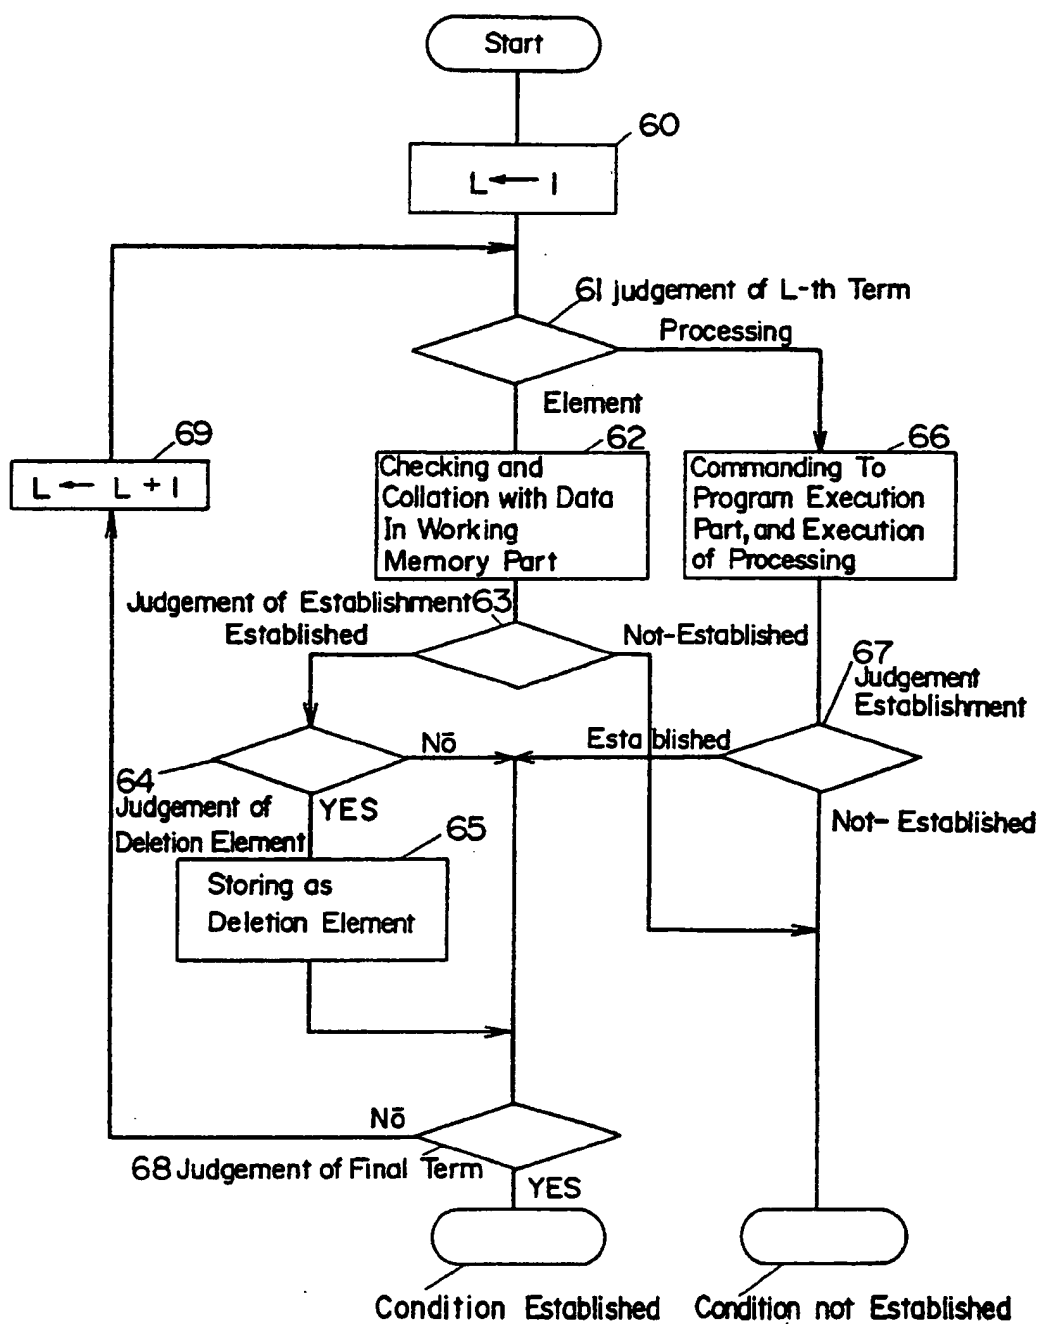 Start
60
L ← 1
61 judgement of L-th Term
Processing
Element
69
L ← L + 1
62
Checking and
Collation with Data
In Working
Memory Part
66
Commanding To
Program Execution
Part, and Execution
of Processing
Judgement of Establishment 63
Established
Not-Established
67
Judgement
Establishment
No
Established
64
Judgement of
Deletion Element
YES
Not-Established
65
Storing as
Deletion Element
No
68 Judgement of Final Term
YES
Condition Established
Condition not Established